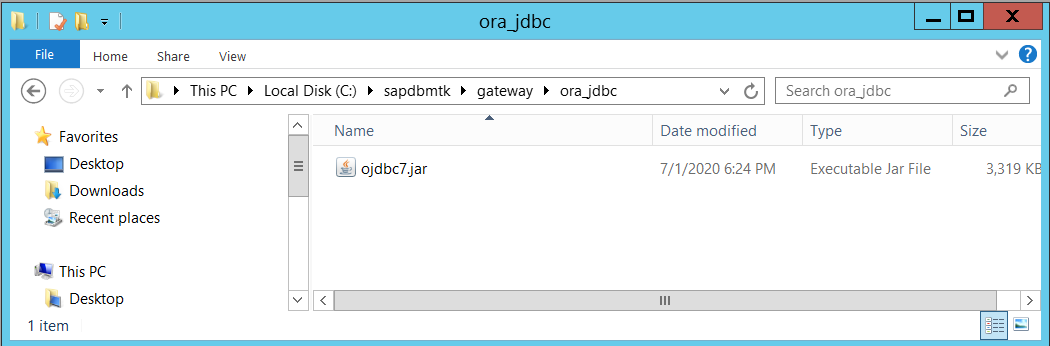 ora_jdbc
File Home Share View
This PC Local Disk (C:) sapdbmtk gateway ora_jdbc Search ora_jdbc
Favorites
Desktop
Downloads
Recent places
This PC
Desktop
Name Date modified Type Size
ojdbc7.jar 7/1/2020 6:24 PM Executable Jar File 3,319 KB
1 item